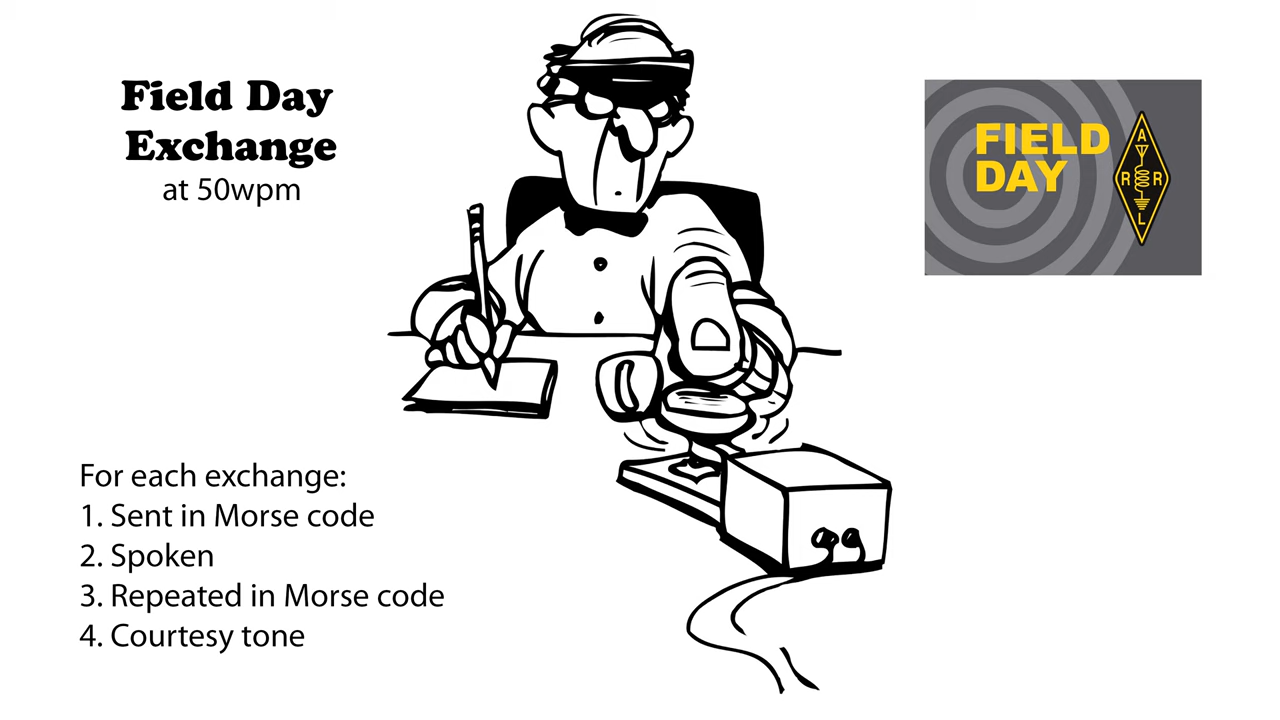 Field Day
Exchange
at 50wpm
FIELD
DAY
A
R R
L
For each exchange:
1. Sent in Morse code
2. Spoken
3. Repeated in Morse code
4. Courtesy tone